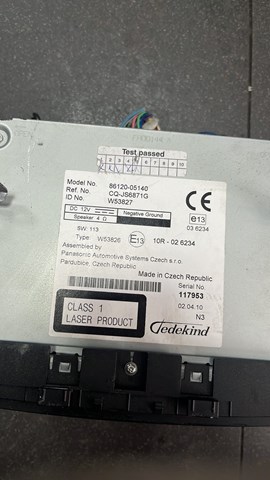 Test passed
1 2 3 4 5 6 7 8 9 10
Model No. 86120-05140
Ref. No. CQ-JS6871G
ID No. W53827
CE
DC 12V
Negative Ground
Speaker 4 Ω
e13
03 6234
SW: 113
Type W53826 E13 10R - 02 6234
Assembled by
Panasonic Automotive Systems Czech s.r.o.
Pardubice, Czech Republic
Made in Czech Republic
Serial No.
117953
CLASS 1
LASER PRODUCT
Jedekind
02.04.10
N3